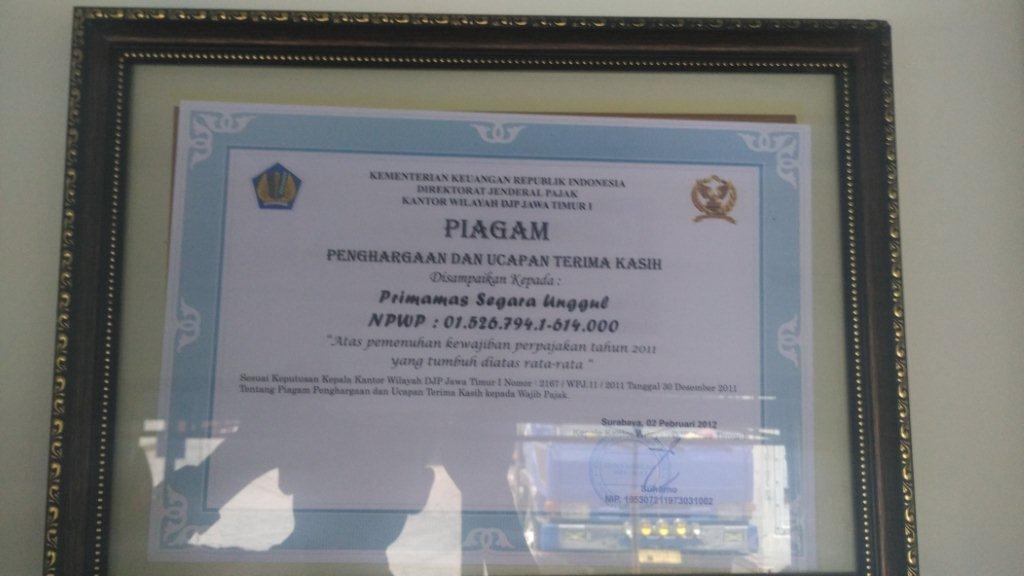 KEMENTERIAN KEUANGAN REPUBLIK INDONESIA
DIREKTORAT JENDERAL PAJAK
KANTOR WILAYAH DJP JAWA TIMUR I
PIAGAM
PENGHARGAAN DAN UCAPAN TERIMA KASIH
Disampaikan Kepada :
Primamas Segara Unggul
NPWP : 01.526.794.1-614.000
"Atas pemenuhan kewajiban perpajakan tahun 2011
yang tumbuh diatas rata-rata "
Sesuai Keputusan Kepala Kantor Wilayah DJP Jawa Timur I Nomor : 2167 / WPJ.11 / 2011 Tanggal 30 Desember 2011
Tentang Piagam Penghargaan dan Ucapan Terima Kasih kepada Wajib Pajak.
Surabaya, 02 Pebruari 2012
Suharno
NIP. 195307211973031002